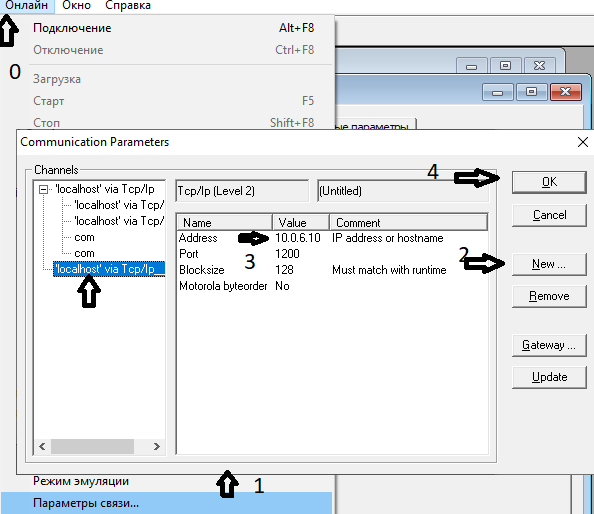 Онлайн Окно Справка
0
Подключение Alt+F8
Отключение Ctrl+F8
Загрузка
Старт F5
Стоп Shift+F8
ые параметры
Communication Parameters
Channels
'localhost' via Tcp/Ip
'localhost' via Tcp/
'localhost' via Tcp/
com
com
'localhost' via Tcp/Ip_
Tcp/Ip (Level 2) (Untitled)
Name Value Comment
Address 10.0.6.10 IP address or hostname
Port 1200
Blocksize 128 Must match with runtime
Motorola byteorder No
3
4
OK
Cancel
2
New ...
Remove
Gateway ...
Update
1
Режим эмуляции
Параметры связи...